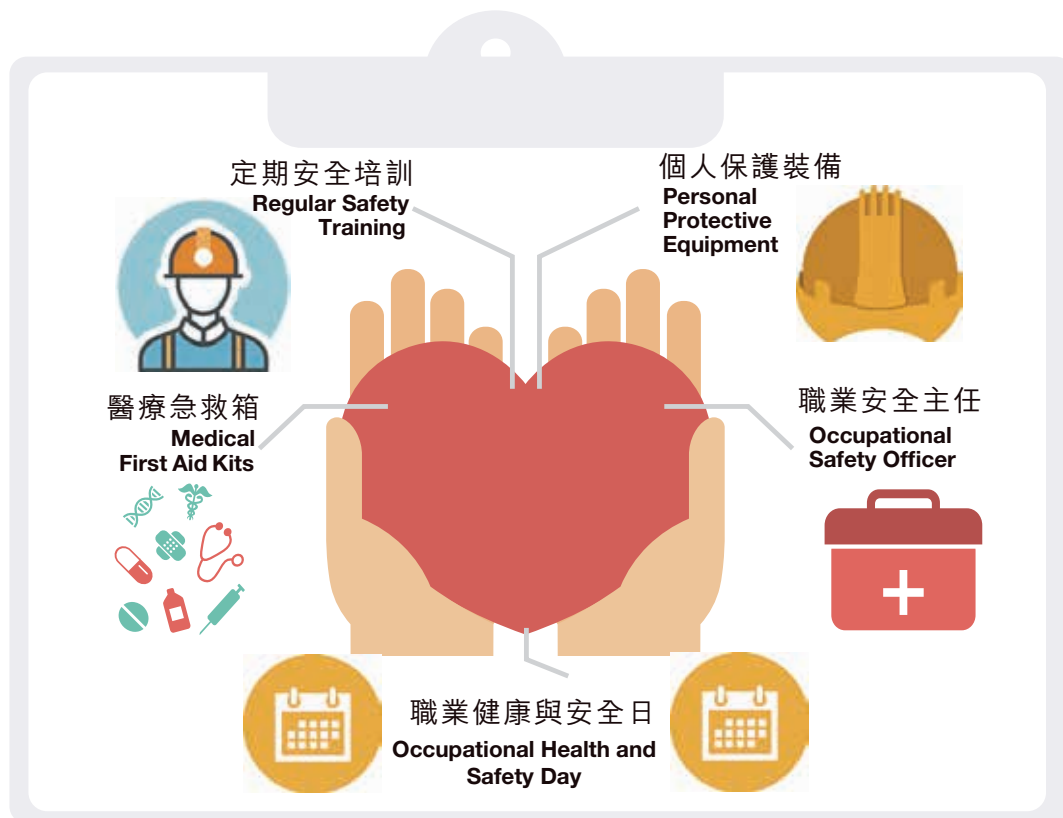 定期安全培訓
Regular Safety
Training
個人保護裝備
Personal
Protective
Equipment
醫療急救箱
Medical
First Aid Kits
職業安全主任
Occupational
Safety Officer
職業健康與安全日
Occupational Health and
Safety Day